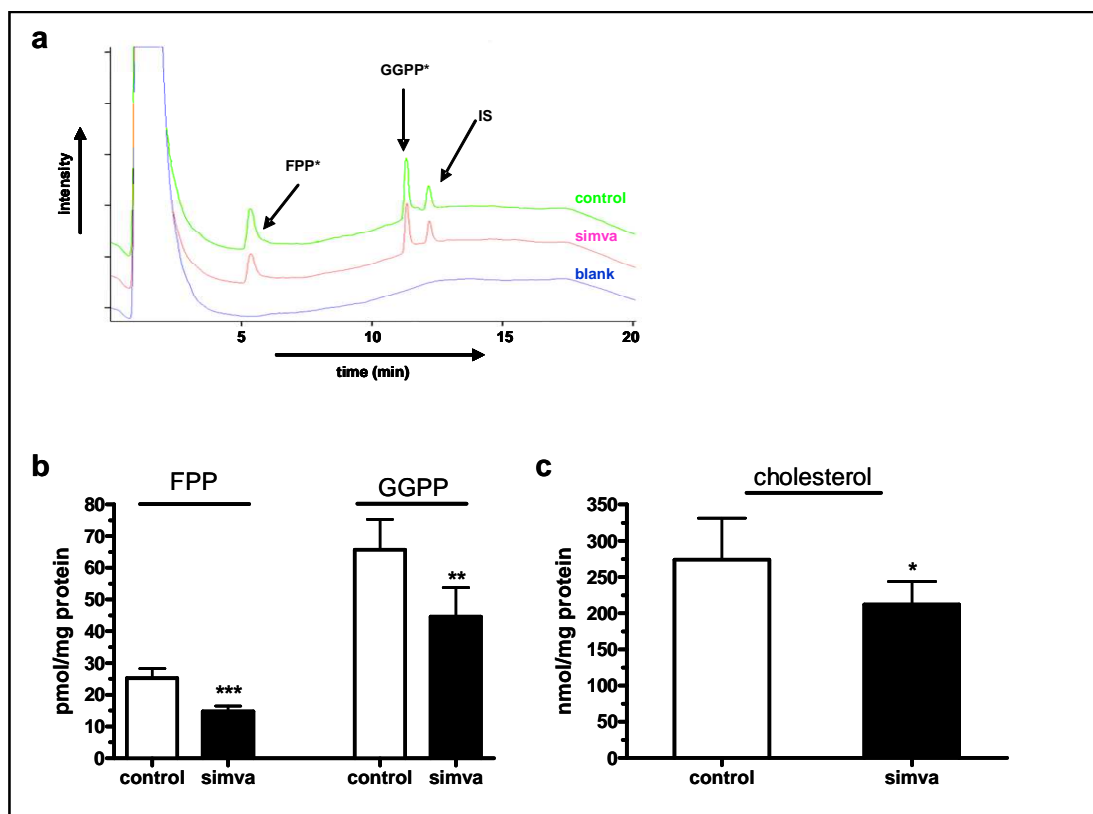 a
GGPP*
IS
FPP*
Intensity
control
simva
blank
5 10 15 20
time (min)
b
FPP
GGPP
80
70
60
50
40
30
20
10
0
pmol/mg protein
***
**
control simva control simva
c
cholesterol
350
300
250
200
150
100
50
0
nmol/mg protein
*
control simva